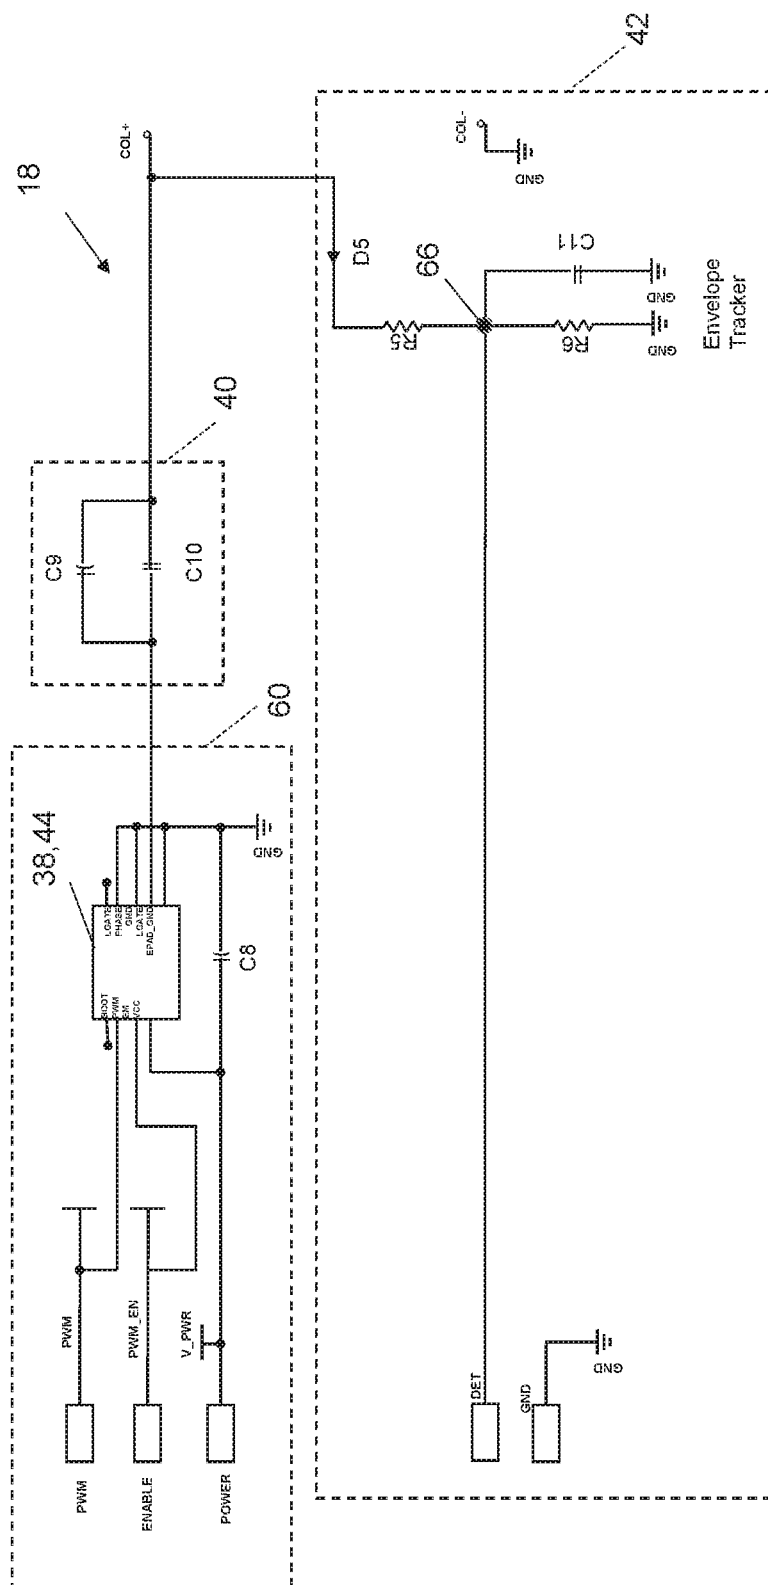 42
18
COL+
COL-
GND
D5
66
C11
R5
R6
GND
GND
Envelope
Tracker
40
C9
C10
60
38,44
GND
LGATE
PHASE
GND
LGATE
EPAD_GND
BOOT
PWM
EM
VCC
C8
PWM
PWM_EN
V_PWR
DET
GND
GND
PWM
ENABLE
POWER